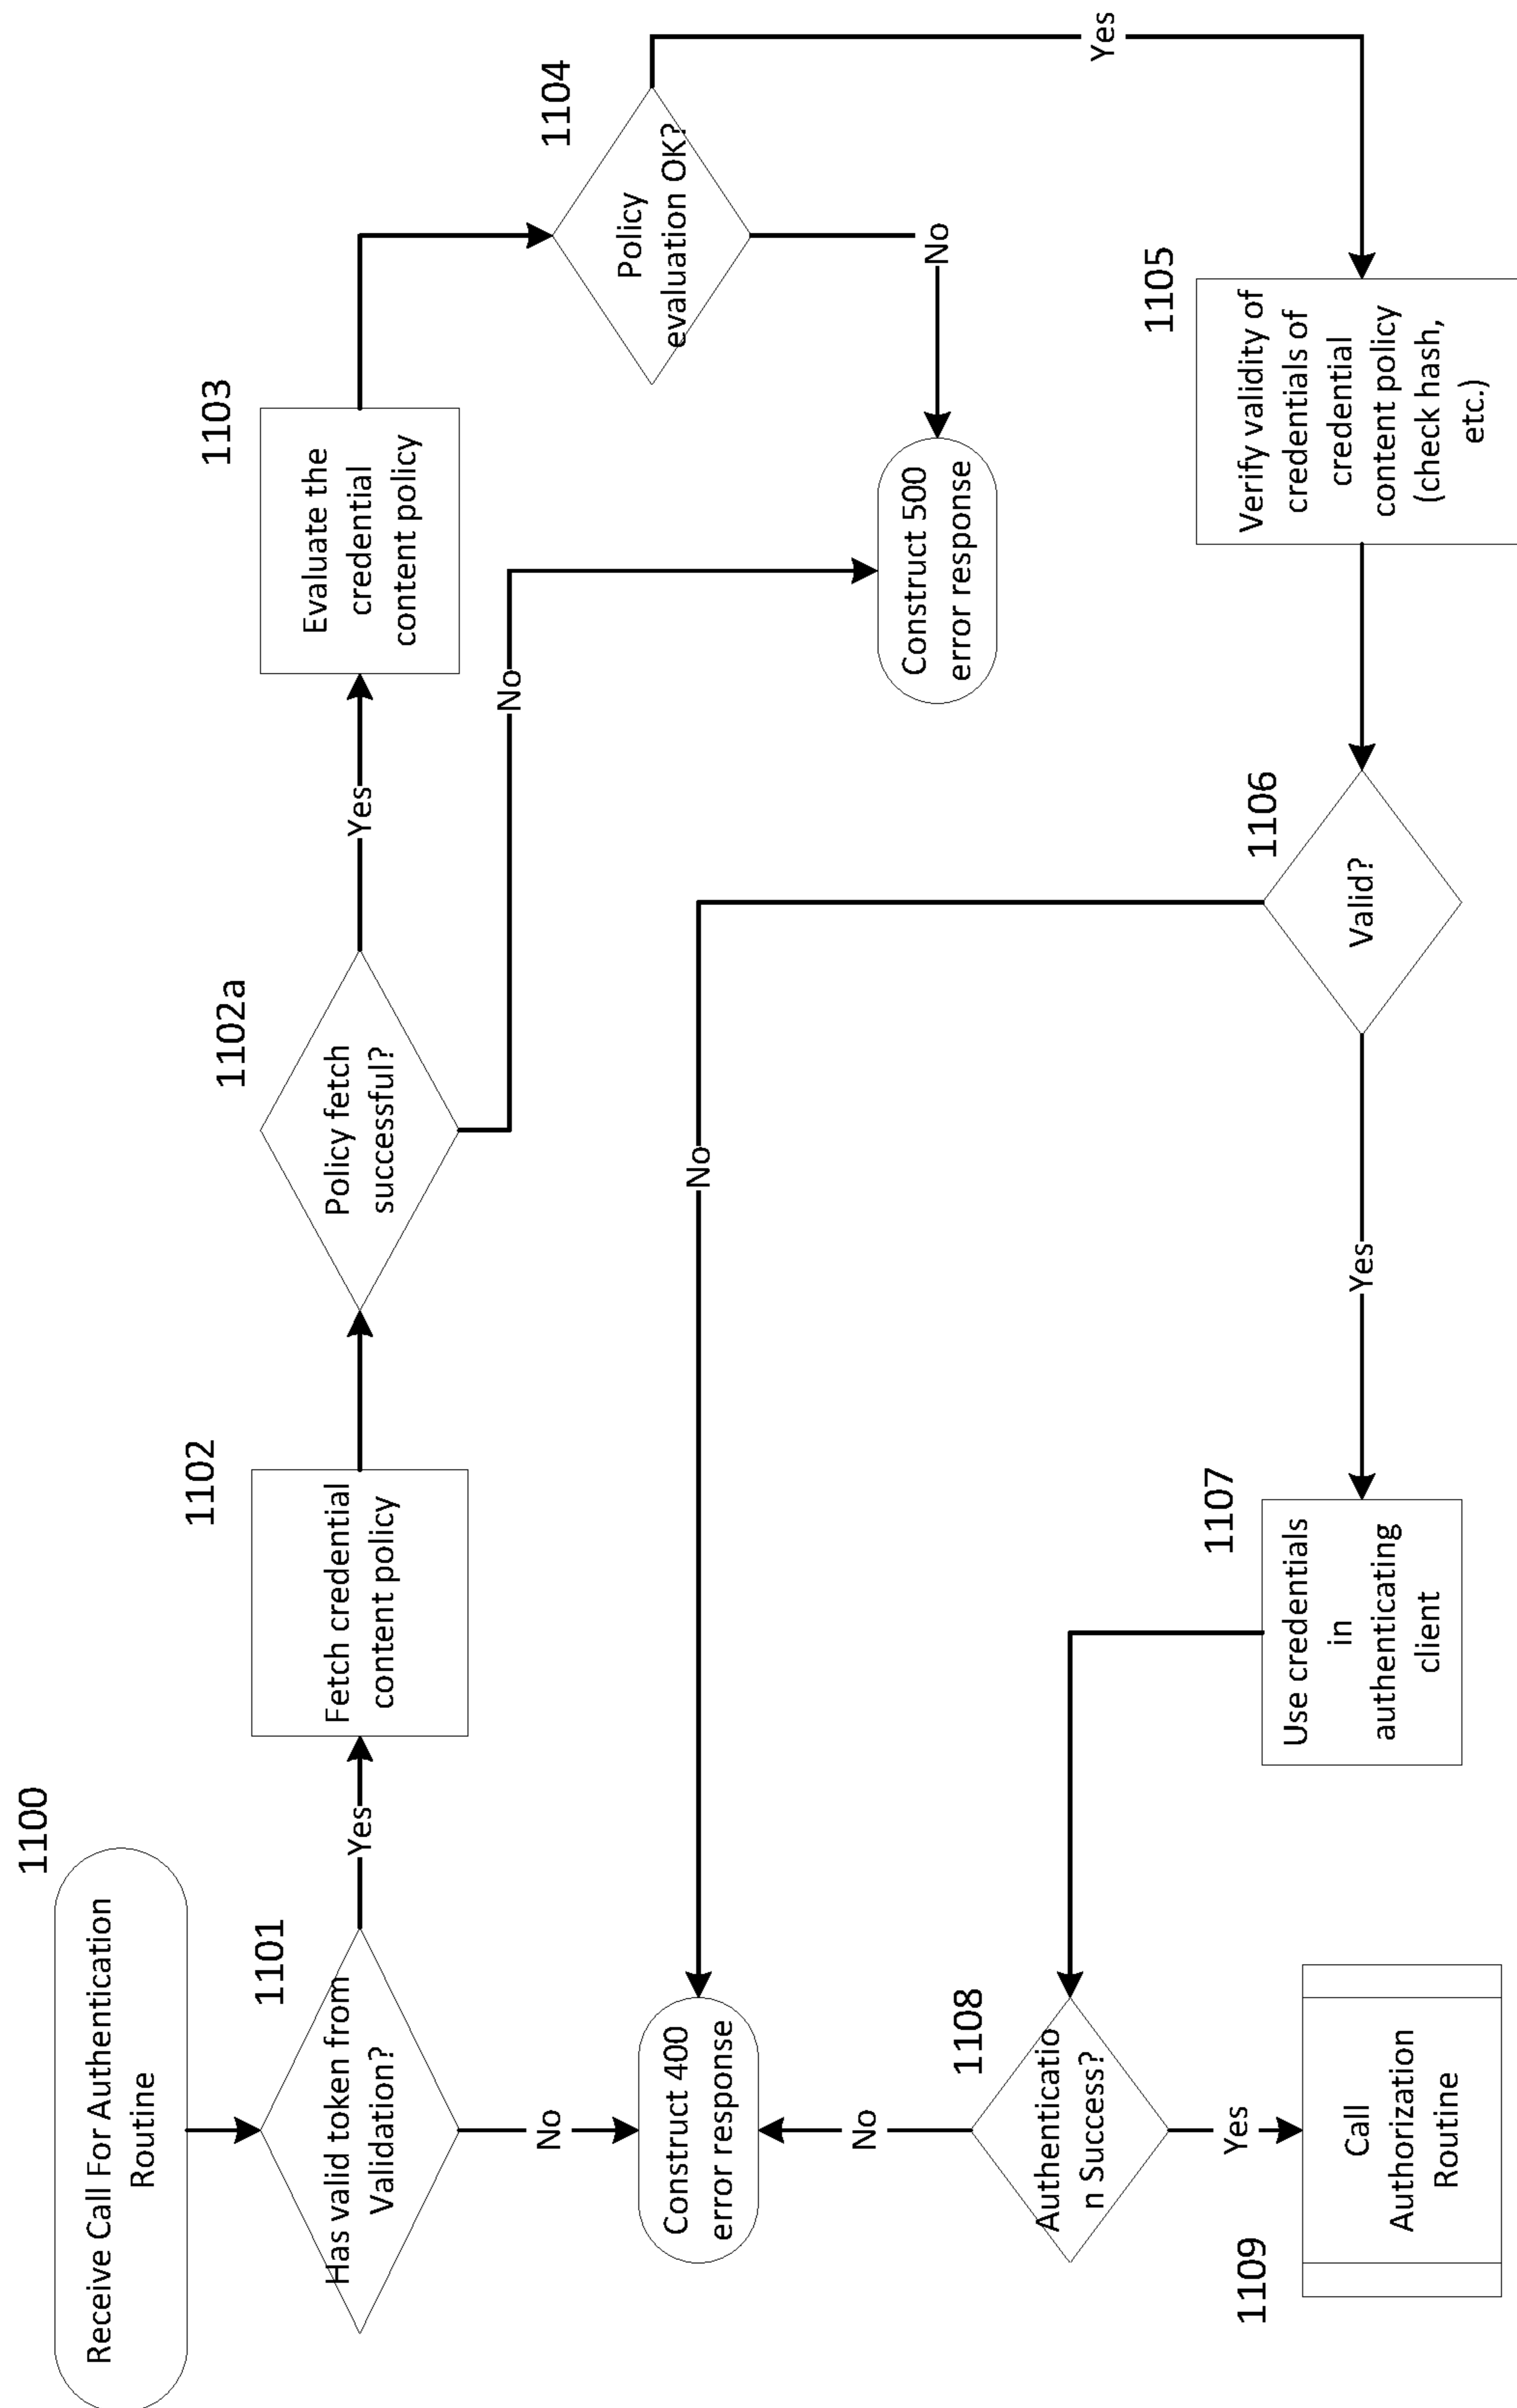 1100
Receive Call For Authentication
Routine
1101
Has valid token from
Validation?
Yes
No
1102
Fetch credential
content policy
1102a
Policy fetch
successful?
Yes
No
1103
Evaluate the
credential
content policy
1104
Policy
evaluation OK?
Yes
No
Construct 500
error response
1105
Verify validity of
credentials of
credential
content policy
(check hash,
etc.)
1106
Valid?
No
Yes
Construct 400
error response
1107
Use credentials
in
authenticating
client
1108
Authenticatio
n Success?
No
Yes
1109
Call
Authorization
Routine